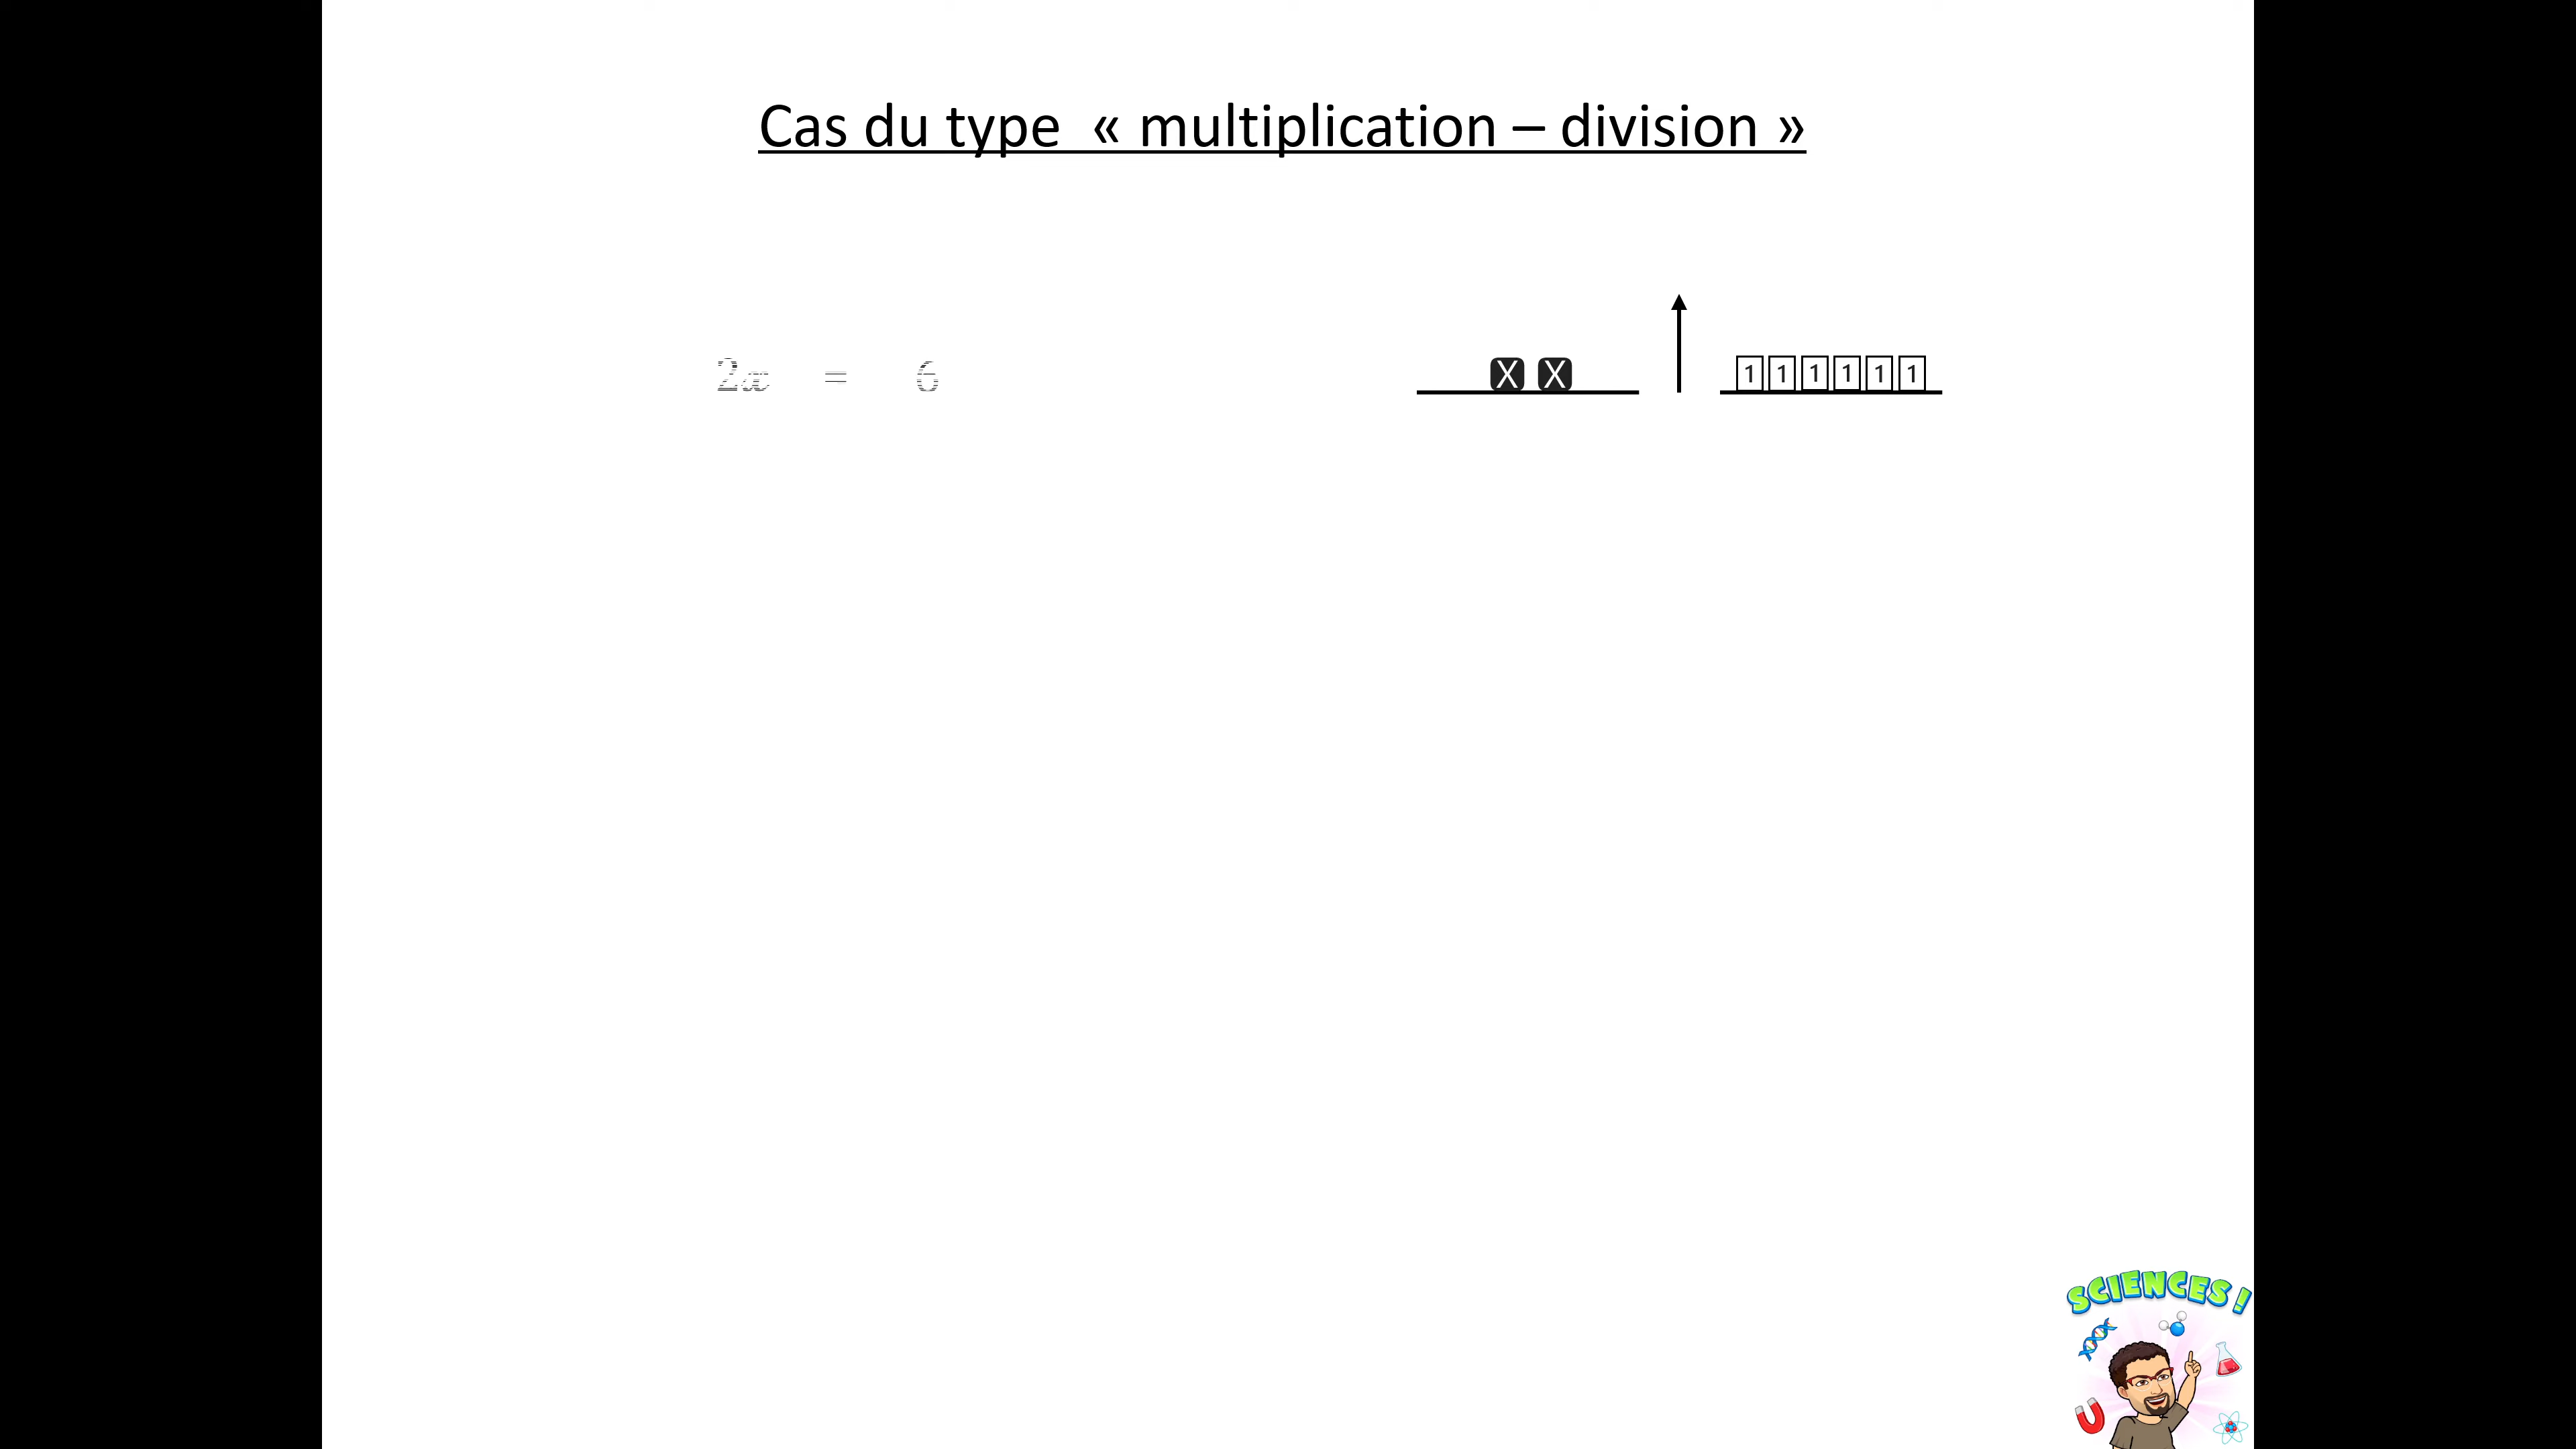 Cas du type « multiplication – division »
2x = 6
X X 1 1 1 1 1 1
SCIENCES !